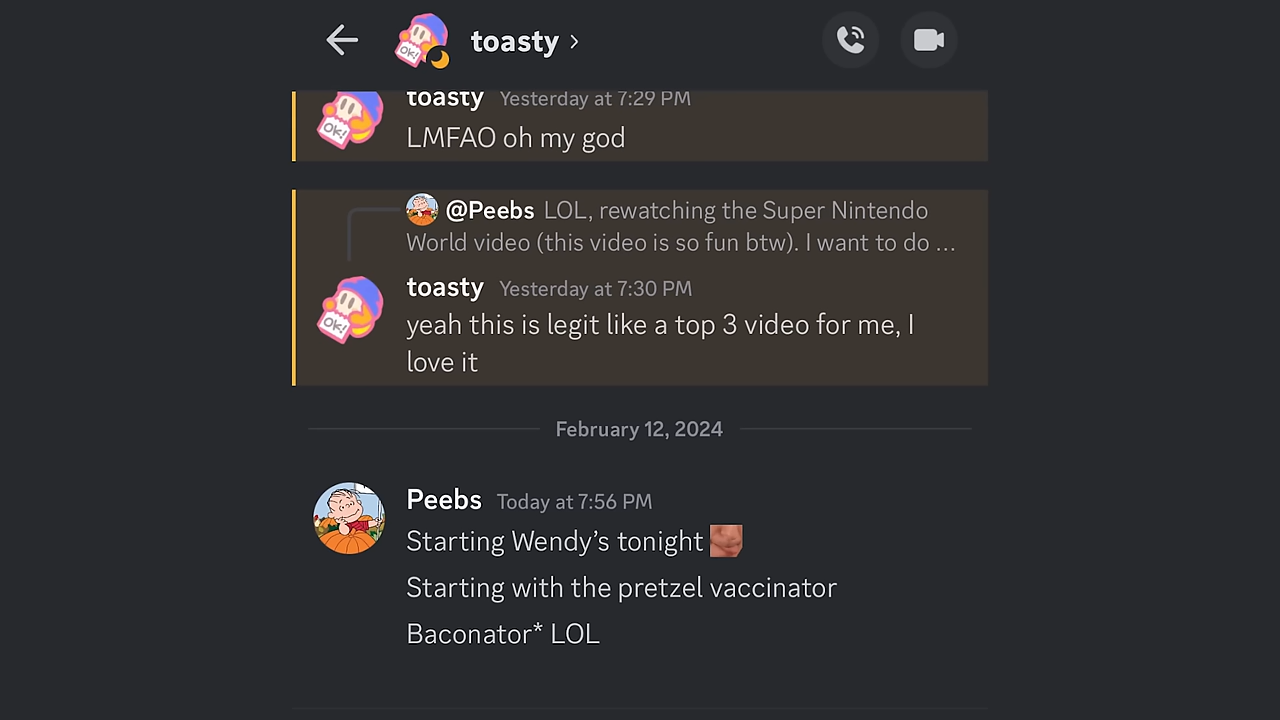 toasty
toasty Yesterday at 7:29 PM
LMFAO oh my god
@Peebs LOL, rewatching the Super Nintendo
World video (this video is so fun btw). I want to do ...
toasty Yesterday at 7:30 PM
yeah this is legit like a top 3 video for me, I
love it
February 12, 2024
Peebs Today at 7:56 PM
Starting Wendy’s tonight
Starting with the pretzel vaccinator
Baconator* LOL
OK!
OK!
OK!